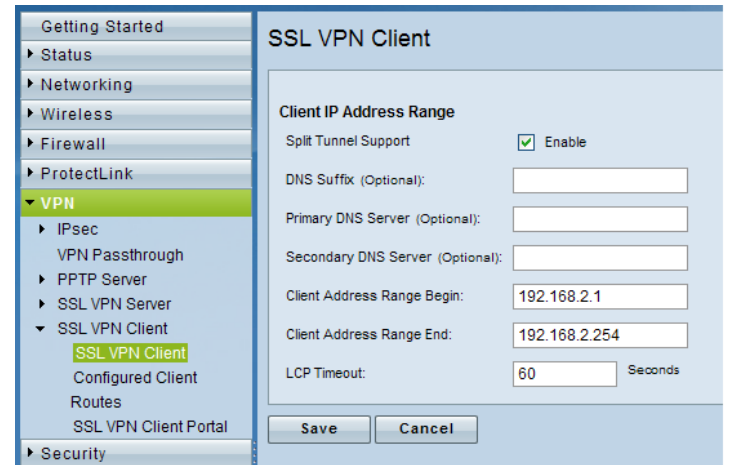 Getting Started
Status
Networking
Wireless
Firewall
ProtectLink
VPN
IPsec
VPN Passthrough
PPTP Server
SSL VPN Server
SSL VPN Client
SSL VPN Client
Configured Client
Routes
SSL VPN Client Portal
Security
SSL VPN Client
Client IP Address Range
Split Tunnel Support Enable
DNS Suffix (Optional):
Primary DNS Server (Optional):
Secondary DNS Server (Optional):
Client Address Range Begin: 192.168.2.1
Client Address Range End: 192.168.2.254
LCP Timeout: 60 Seconds
Save Cancel